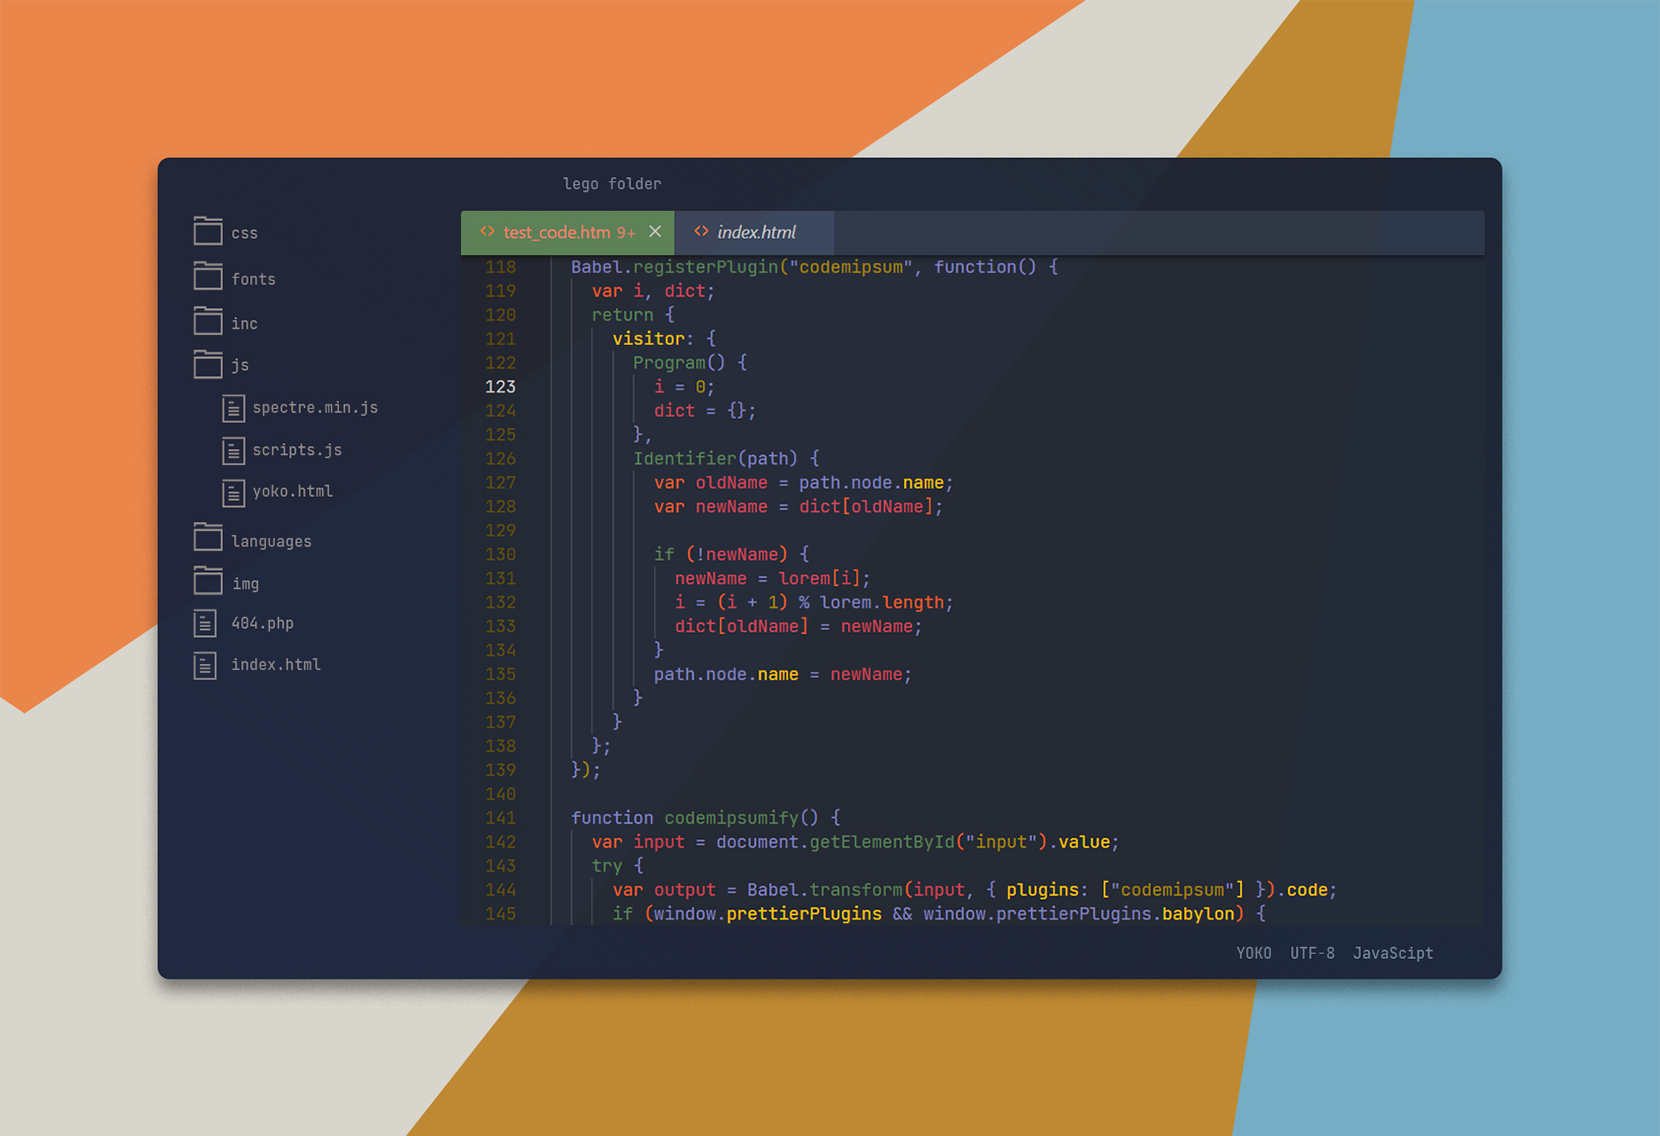 lego folder
css
fonts
inc
js
spectre.min.js
scripts.js
yoko.html
languages
img
404.php
index.html
<> test_code.htm 9+ ×
<> index.html
118 Babel.registerPlugin("codemipsum", function() {
119 var i, dict;
120 return {
121 visitor: {
122 Program() {
123 i = 0;
124 dict = {};
125 },
126 Identifier(path) {
127 var oldName = path.node.name;
128 var newName = dict[oldName];
129
130 if (!newName) {
131 newName = lorem[i];
132 i = (i + 1) % lorem.length;
133 dict[oldName] = newName;
134 }
135 path.node.name = newName;
136 }
137 }
138 };
139 });
140
141 function codemipsumify() {
142 var input = document.getElementById("input").value;
143 try {
144 var output = Babel.transform(input, { plugins: ["codemipsum"] }).code;
145 if (window.prettierPlugins && window.prettierPlugins.babylon) {
YOKO UTF-8 JavaScipt